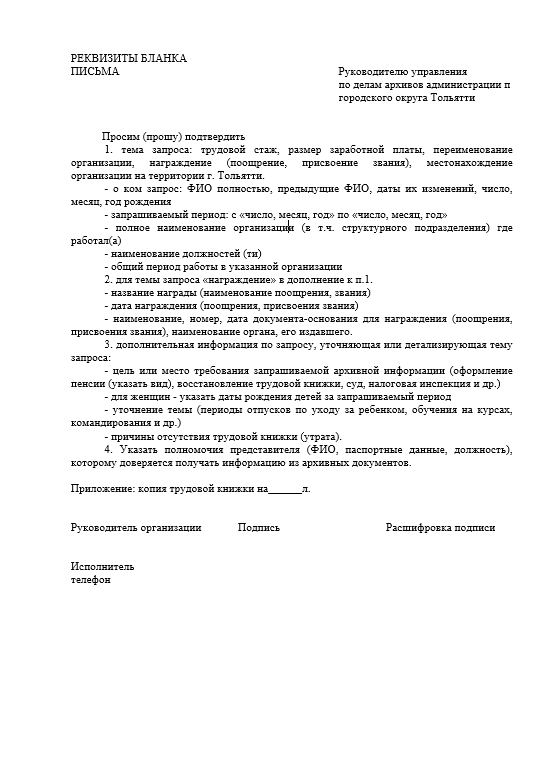 РЕКВИЗИТЫ БЛАНКА
ПИСЬМА Руководителю управления
по делам архивов администрации п
городского округа Тольятти
Просим (прошу) подтвердить
1. тема запроса: трудовой стаж, размер заработной платы, переименование
организации, награждение (поощрение, присвоение звания), местонахождение
организации на территории г. Тольятти.
- о ком запрос: ФИО полностью, предыдущие ФИО, даты их изменений, число,
месяц, год рождения
- запрашиваемый период: с «число, месяц, год» по «число, месяц, год»
- полное наименование организации (в т.ч. структурного подразделения) где
работал(а)
- наименование должностей (ти)
- общий период работы в указанной организации
2. для темы запроса «награждение» в дополнение к п.1.
- название награды (наименование поощрения, звания)
- дата награждения (поощрения, присвоения звания)
- наименование, номер, дата документа-основания для награждения (поощрения,
присвоения звания), наименование органа, его издавшего.
3. дополнительная информация по запросу, уточняющая или детализирующая тему
запроса:
- цель или место требования запрашиваемой архивной информации (оформление
пенсии (указать вид), восстановление трудовой книжки, суд, налоговая инспекция и др.)
- для женщин - указать даты рождения детей за запрашиваемый период
- уточнение темы (периоды отпусков по уходу за ребенком, обучения на курсах,
командирования и др.)
- причины отсутствия трудовой книжки (утрата).
4. Указать полномочия представителя (ФИО, паспортные данные, должность),
которому доверяется получать информацию из архивных документов.
Приложение: копия трудовой книжки на______л.
Руководитель организации Подпись Расшифровка подписи
Исполнитель
телефон